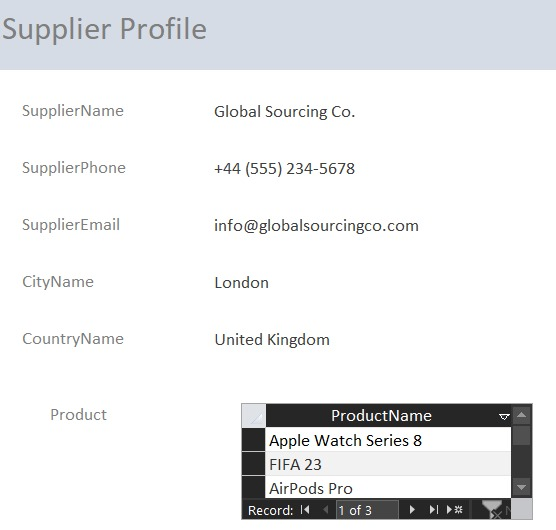 Supplier Profile
SupplierName Global Sourcing Co.
SupplierPhone +44 (555) 234-5678
SupplierEmail info@globalsourcingco.com
CityName London
CountryName United Kingdom
Product ProductName
Apple Watch Series 8
FIFA 23
AirPods Pro
Record: 1 of 3